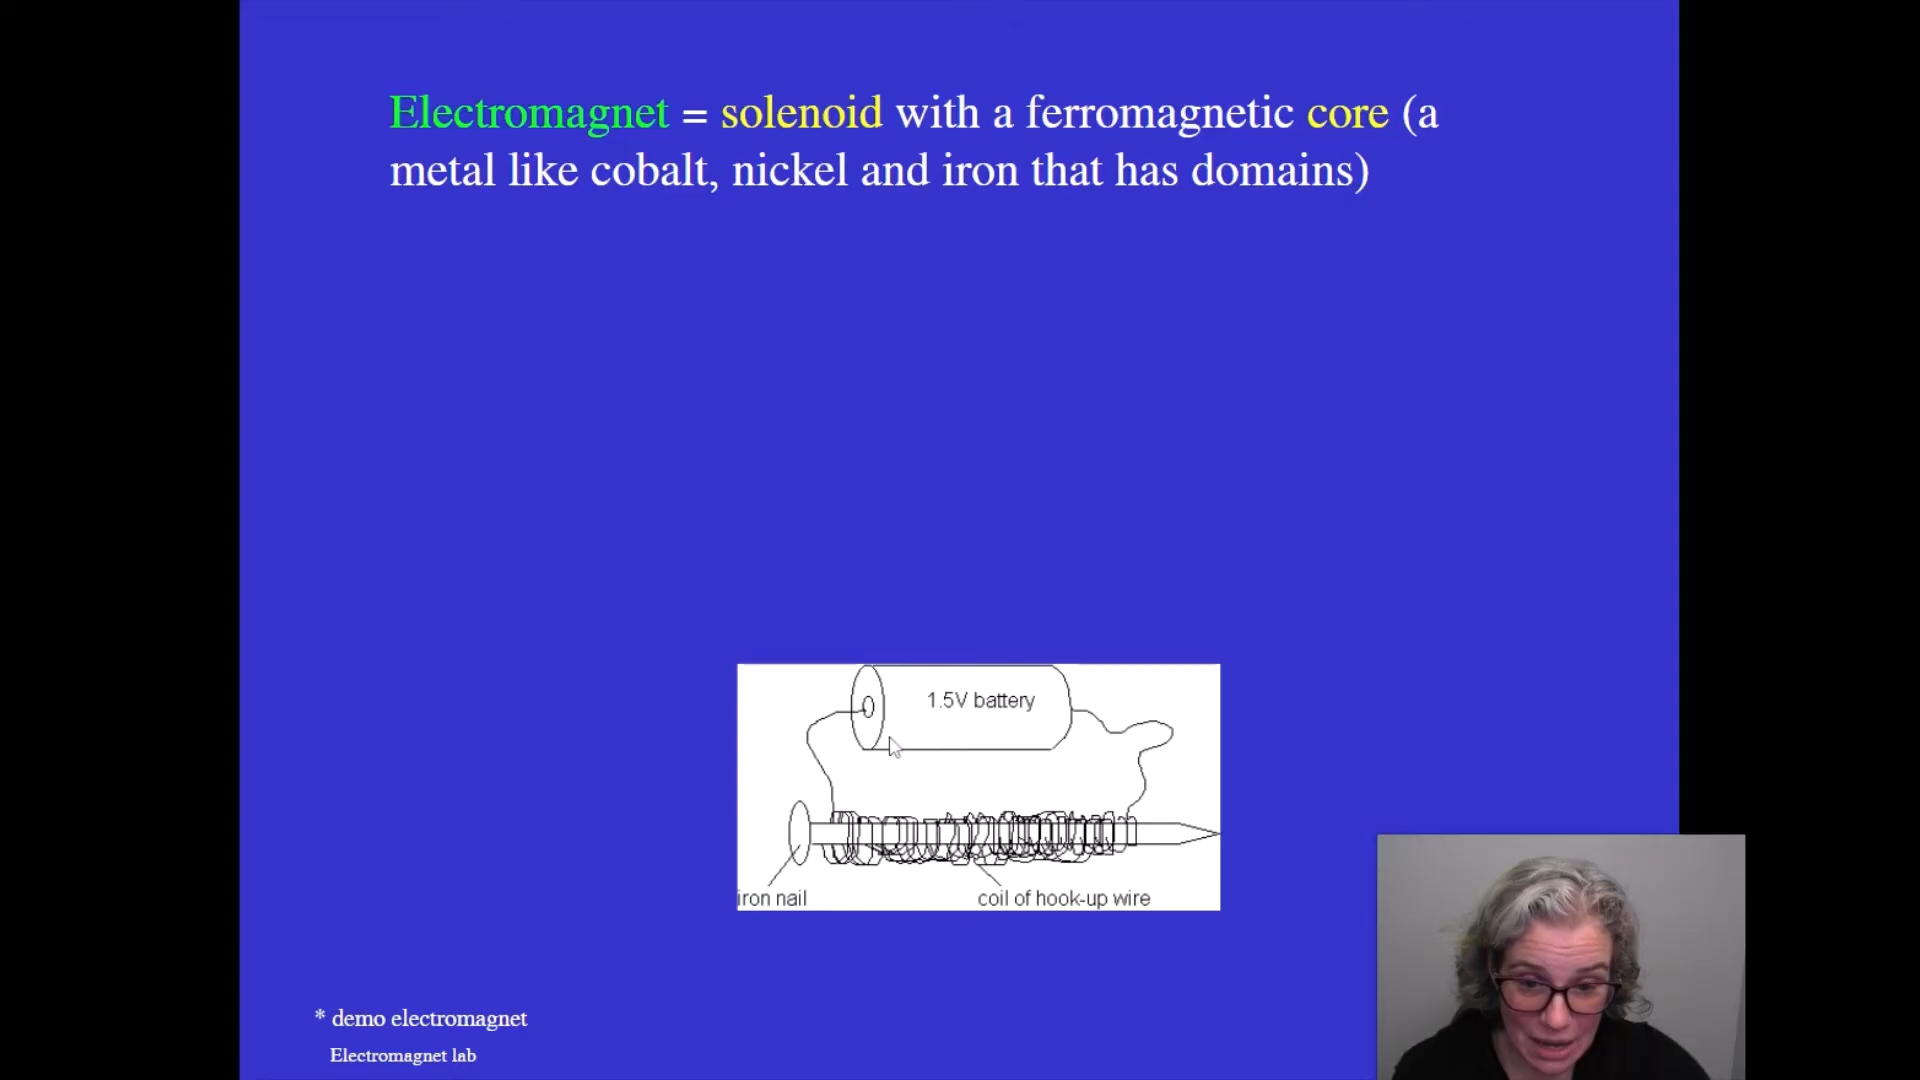 Electromagnet = solenoid with a ferromagnetic core (a
metal like cobalt, nickel and iron that has domains)
1.5V battery
iron nail
coil of hook-up wire
* demo electromagnet
Electromagnet lab